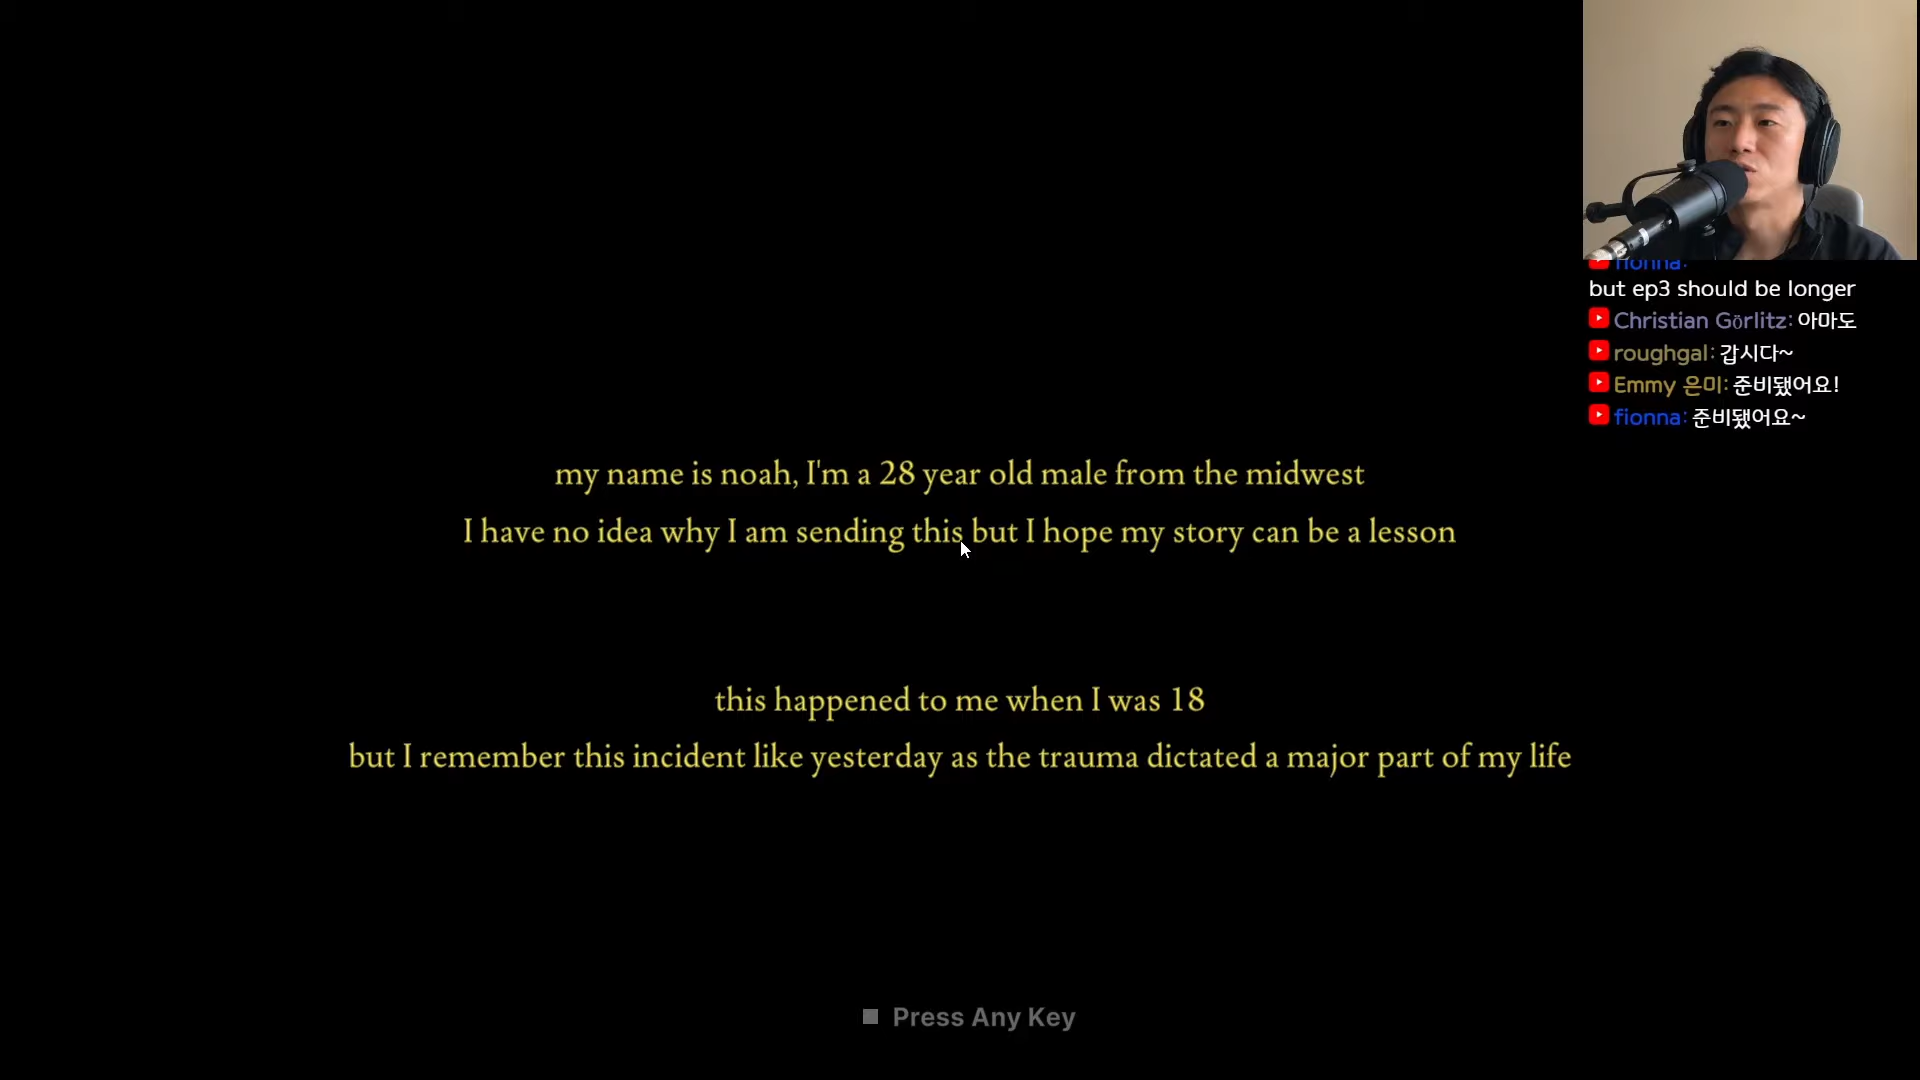 fionna:
but ep3 should be longer
Christian Görlitz: 아마도
roughgal: 갑시다~
Emmy 은미: 준비됐어요!
fionna: 준비됐어요~
my name is noah, I'm a 28 year old male from the midwest
I have no idea why I am sending this but I hope my story can be a lesson
this happened to me when I was 18
but I remember this incident like yesterday as the trauma dictated a major part of my life
Press Any Key